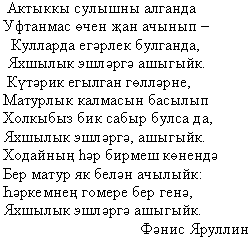 Актыккы сулышны алганда
Уфтанмас өчен җан ачынып –
Кулларда егәрлек булганда,
Яхшылык эшләргә ашыгыйк.
Күтәрик егылган гөлләрне,
Матурлык калмасын басылып
Холкыбыз бик сабыр булса да,
Яхшылык эшләргә, ашыгыйк.
Ходайның һәр бирмеш көнендә
Бер матур як белән ачылыйк:
Һәркемнең гомере бер генә,
Яхшылык эшләргә ашыгыйк.
Фәнис Яруллин